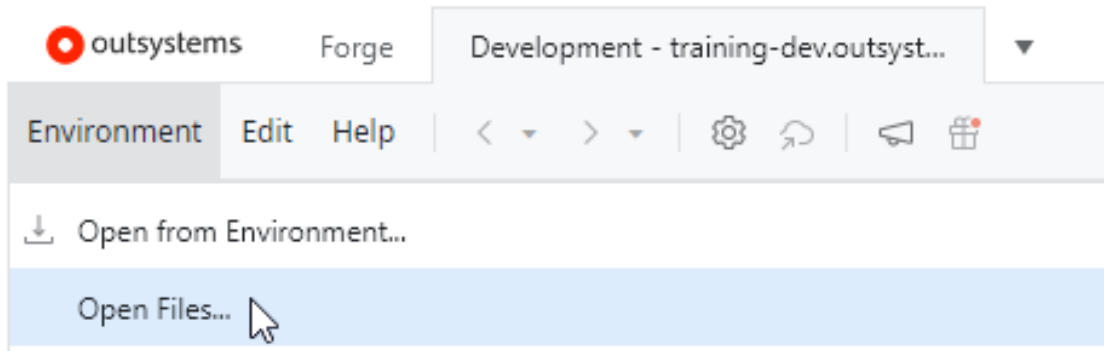 outsystems Forge Development - training-dev.outsyst...
Environment Edit Help
Open from Environment...
Open Files...